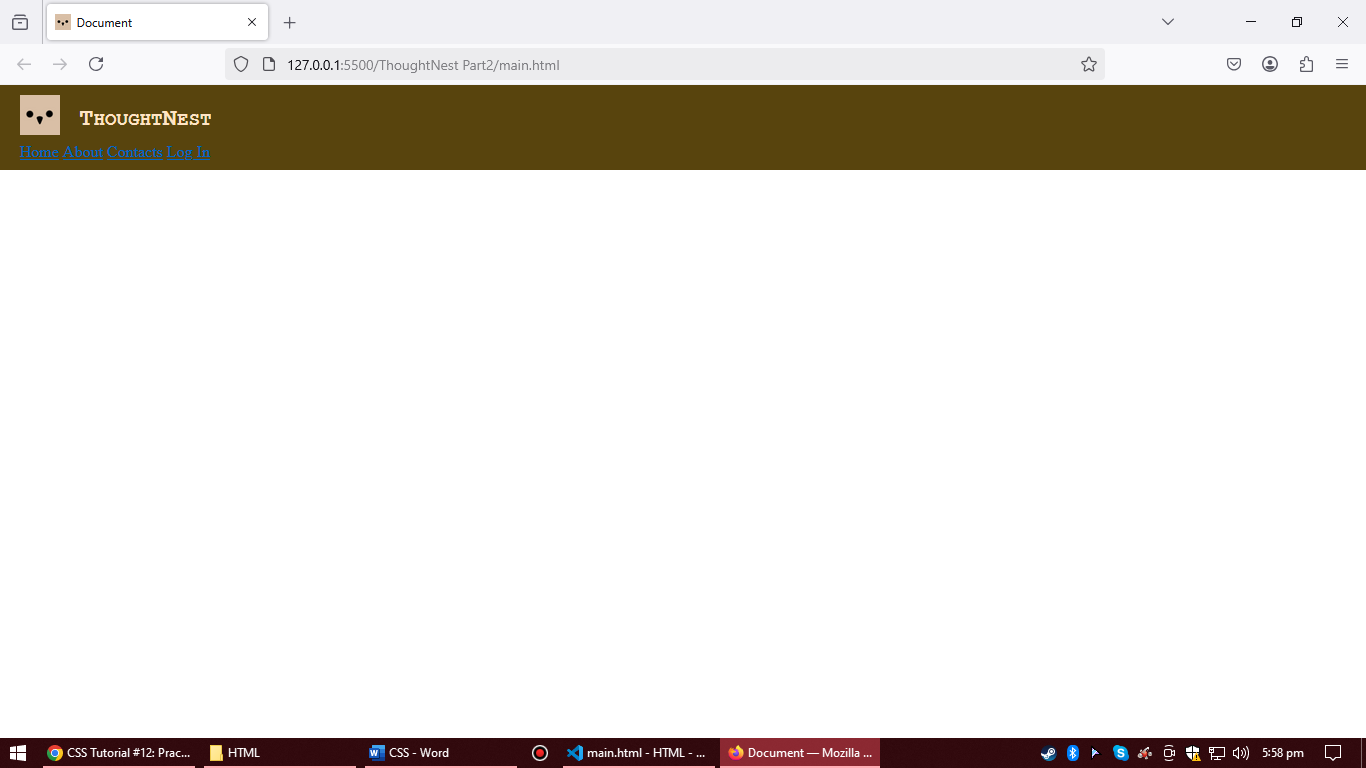 Document
127.0.0.1:5500/ThoughtNest Part2/main.html
ThoughtNest
Home About Contacts Log In
CSS Tutorial #12: Prac... HTML CSS - Word main.html - HTML - ... Document — Mozilla ... 5:58 pm